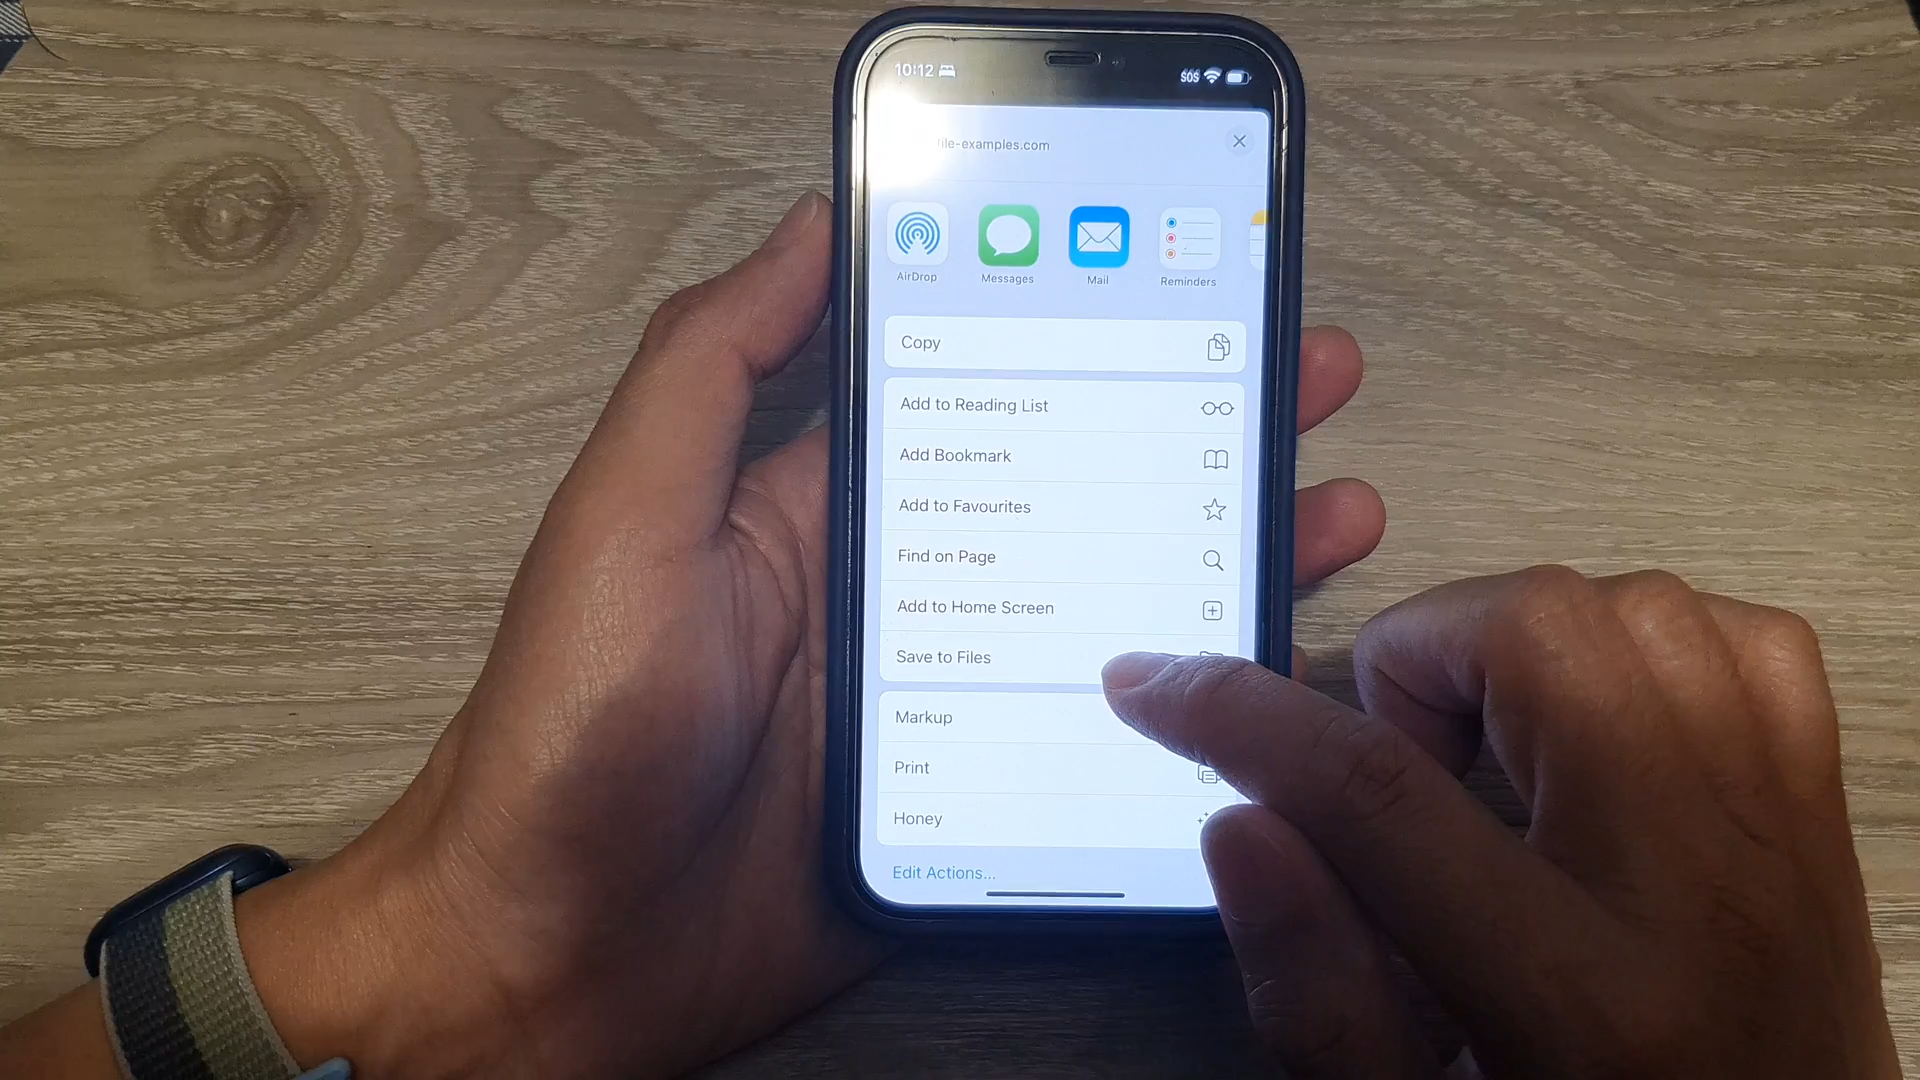 10:12
SOS
file-examples.com
AirDrop
Messages
Mail
Reminders
Copy
Add to Reading List
Add Bookmark
Add to Favourites
Find on Page
Add to Home Screen
Save to Files
Markup
Print
Honey
Edit Actions...